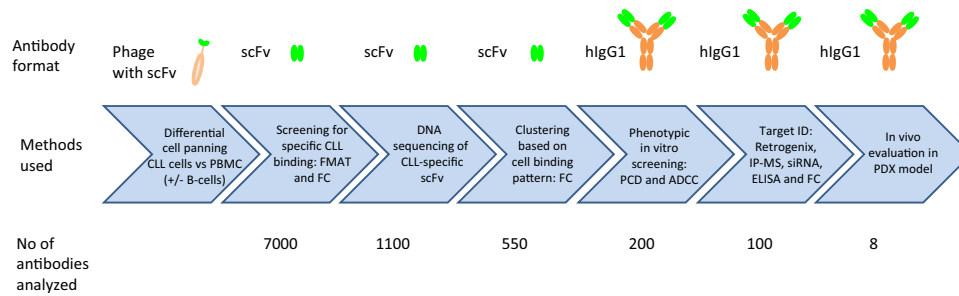 Antibody
format
Phage
with scFv
scFv
scFv
scFv
hIgG1
hIgG1
hIgG1
Methods
used
Differential
cell panning
CLL cells vs PBMC
(+/- B-cells)
Screening for
specific CLL
binding: FMAT
and FC
DNA
sequencing of
CLL-specific
scFv
Clustering
based on
cell binding
pattern: FC
Phenotypic
in vitro
screening:
PCD and ADCC
Target ID:
Retrogenix,
IP-MS, siRNA,
ELISA and FC
In vivo
evaluation in
PDX model
No of
antibodies
analyzed
7000
1100
550
200
100
8